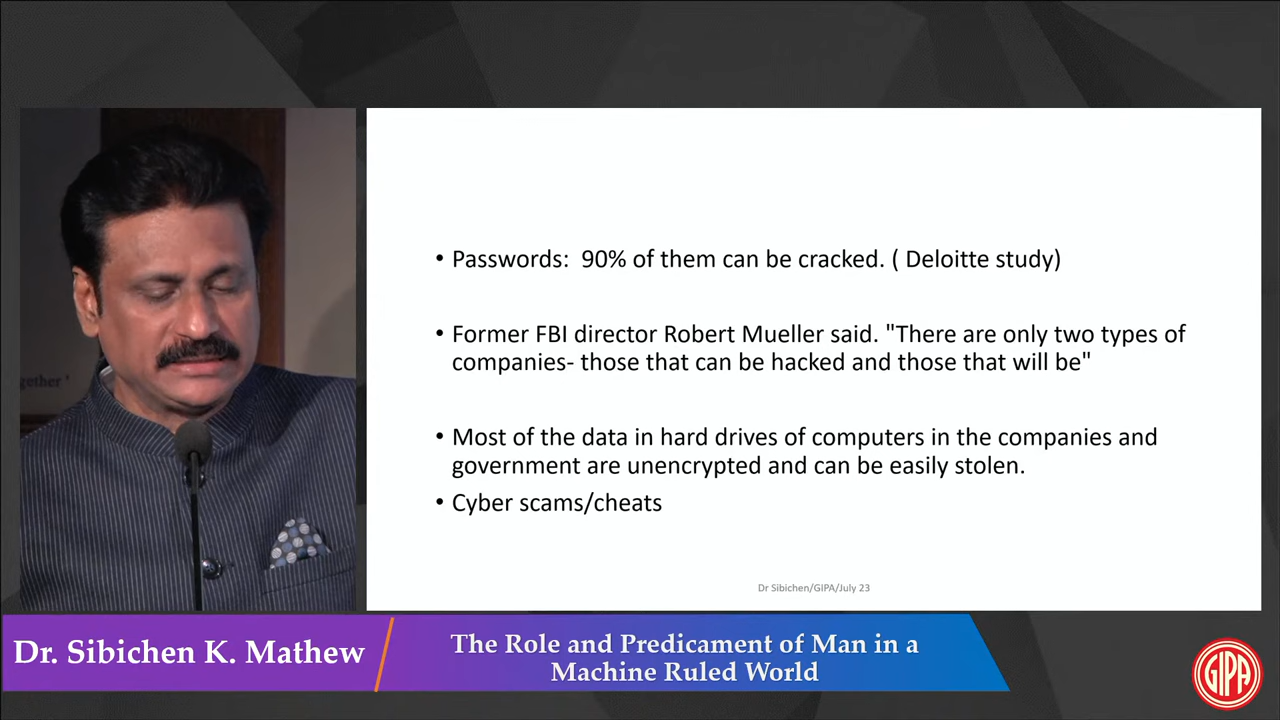 gether'
• Passwords:  90% of them can be cracked. ( Deloitte study)
• Former FBI director Robert Mueller said. "There are only two types of
companies- those that can be hacked and those that will be"
• Most of the data in hard drives of computers in the companies and
government are unencrypted and can be easily stolen.
• Cyber scams/cheats
Dr Sibichen/GIPA/July 23
Dr. Sibichen K. Mathew
The Role and Predicament of Man in a
Machine Ruled World
GIPA